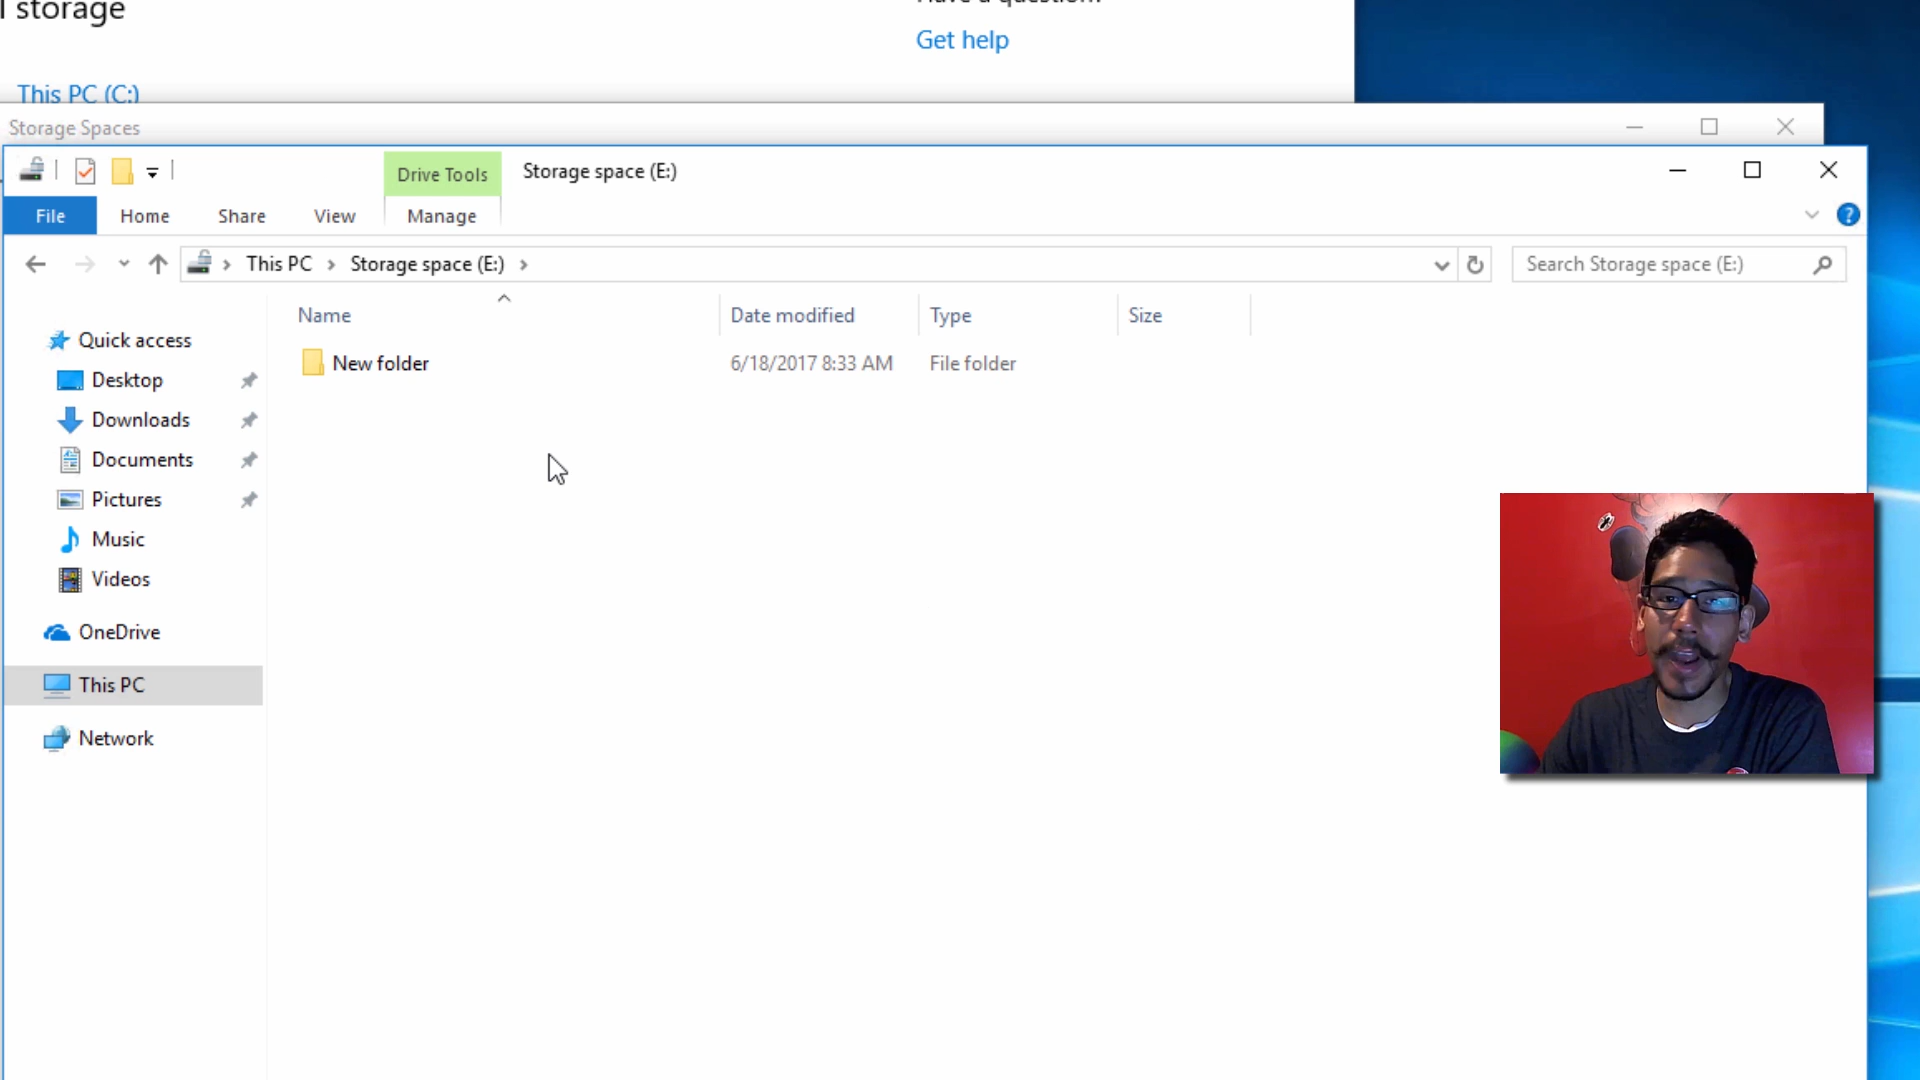 l storage
Get help
This PC (C:)
Storage Spaces
Drive Tools
Storage space (E:)
File
Home
Share
View
Manage
This PC
Storage space (E:)
Search Storage space (E:)
Name
Date modified
Type
Size
Quick access
New folder
6/18/2017 8:33 AM
File folder
Desktop
Downloads
Documents
Pictures
Music
Videos
OneDrive
This PC
Network